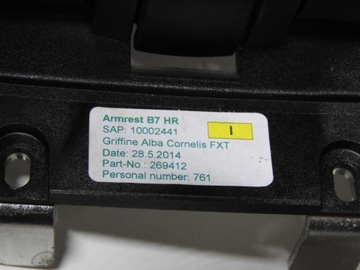 Armrest B7 HR
SAP: 10002441
I
Griffine Alba Cornelis FXT
Date: 28.5.2014
Part-No.: 269412
Personal number: 761